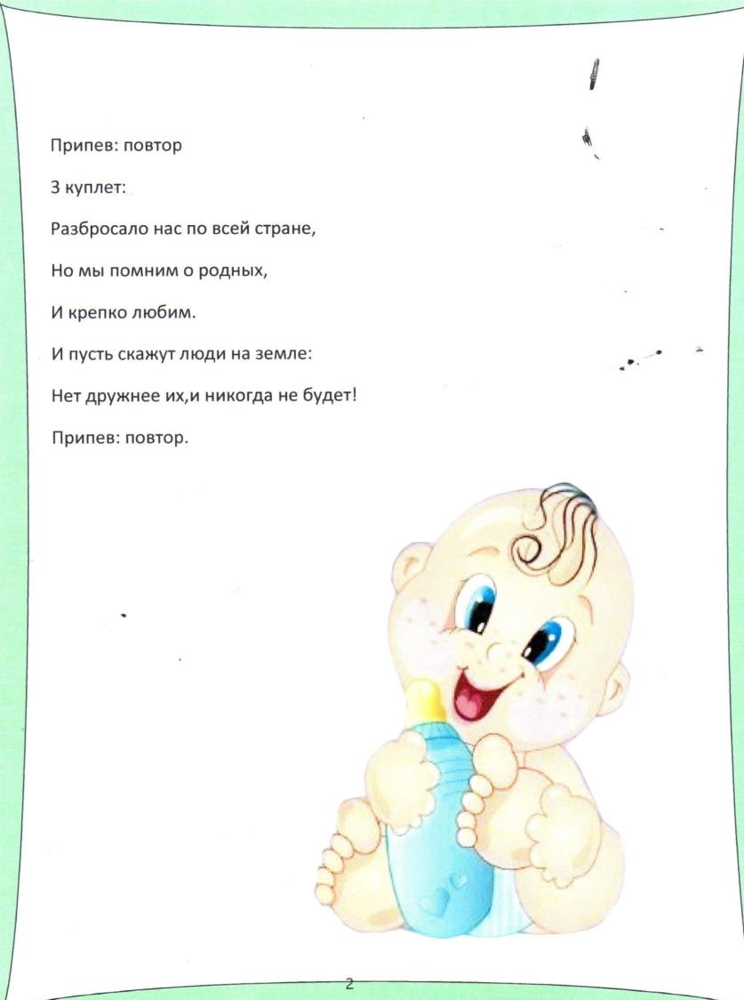 Припев: повтор
3 куплет:
Разбросало нас по всей стране,
Но мы помним о родных,
И крепко любим.
И пусть скажут люди на земле:
Нет дружнее их,и никогда не будет!
Припев: повтор.
2